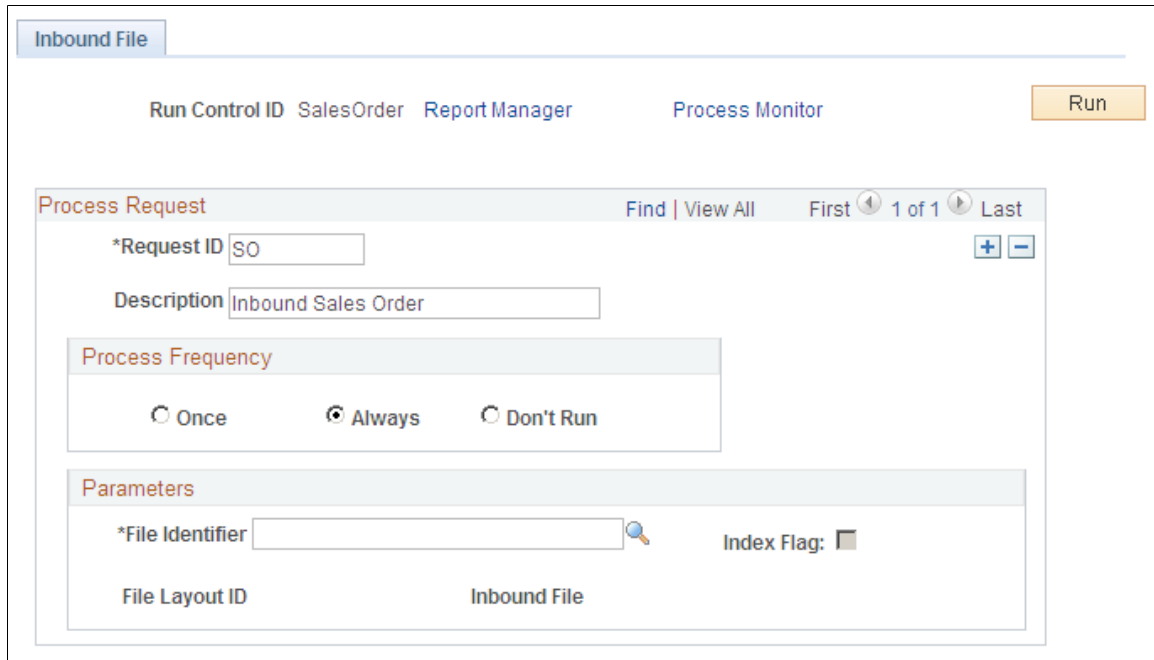 Inbound File
Run Control ID SalesOrder Report Manager Process Monitor Run
Process Request Find | View All First 1 of 1 Last
*Request ID SO
Description Inbound Sales Order
Process Frequency
Once Always Don't Run
Parameters
*File Identifier Index Flag:
File Layout ID Inbound File